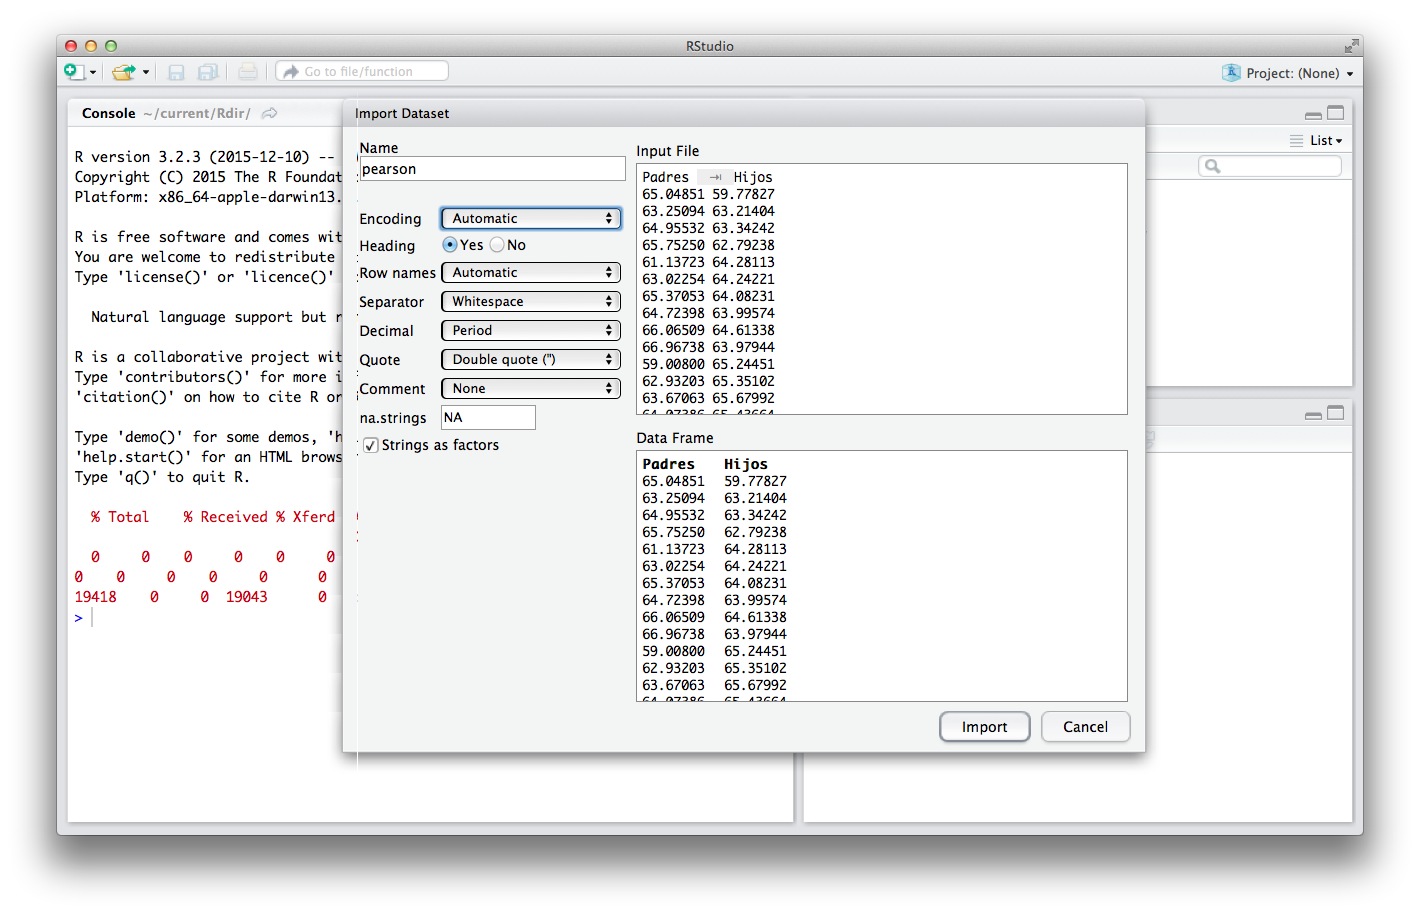 RStudio
Go to file/function
Project: (None)
Console ~/current/Rdir/
R version 3.2.3 (2015-12-10) --
Copyright (C) 2015 The R Foundat
Platform: x86_64-apple-darwin13.
R is free software and comes wit
You are welcome to redistribute
Type 'license()' or 'licence()'
Natural language support but r
R is a collaborative project wit
Type 'contributors()' for more i
'citation()' on how to cite R or
Type 'demo()' for some demos, 'h
'help.start()' for an HTML brows
Type 'q()' to quit R.
% Total % Received % Xferd
0 0 0 0 0 0
0 0 0 0 0 0
19418 0 0 19043 0
>
Import Dataset
Name
pearson
Encoding Automatic
Heading Yes No
Row names Automatic
Separator Whitespace
Decimal Period
Quote Double quote (")
Comment None
na.strings NA
Strings as factors
Input File
Padres Hijos
65.04851 59.77827
63.25094 63.21404
64.95532 63.34242
65.75250 62.79238
61.13723 64.28113
63.02254 64.24221
65.37053 64.08231
64.72398 63.99574
66.06509 64.61338
66.96738 63.97944
59.00800 65.24451
62.93203 65.35102
63.67063 65.67992
64.07386 65.43664
Data Frame
Padres Hijos
65.04851 59.77827
63.25094 63.21404
64.95532 63.34242
65.75250 62.79238
61.13723 64.28113
63.02254 64.24221
65.37053 64.08231
64.72398 63.99574
66.06509 64.61338
66.96738 63.97944
59.00800 65.24451
62.93203 65.35102
63.67063 65.67992
64.07386 65.43664
Import Cancel
List